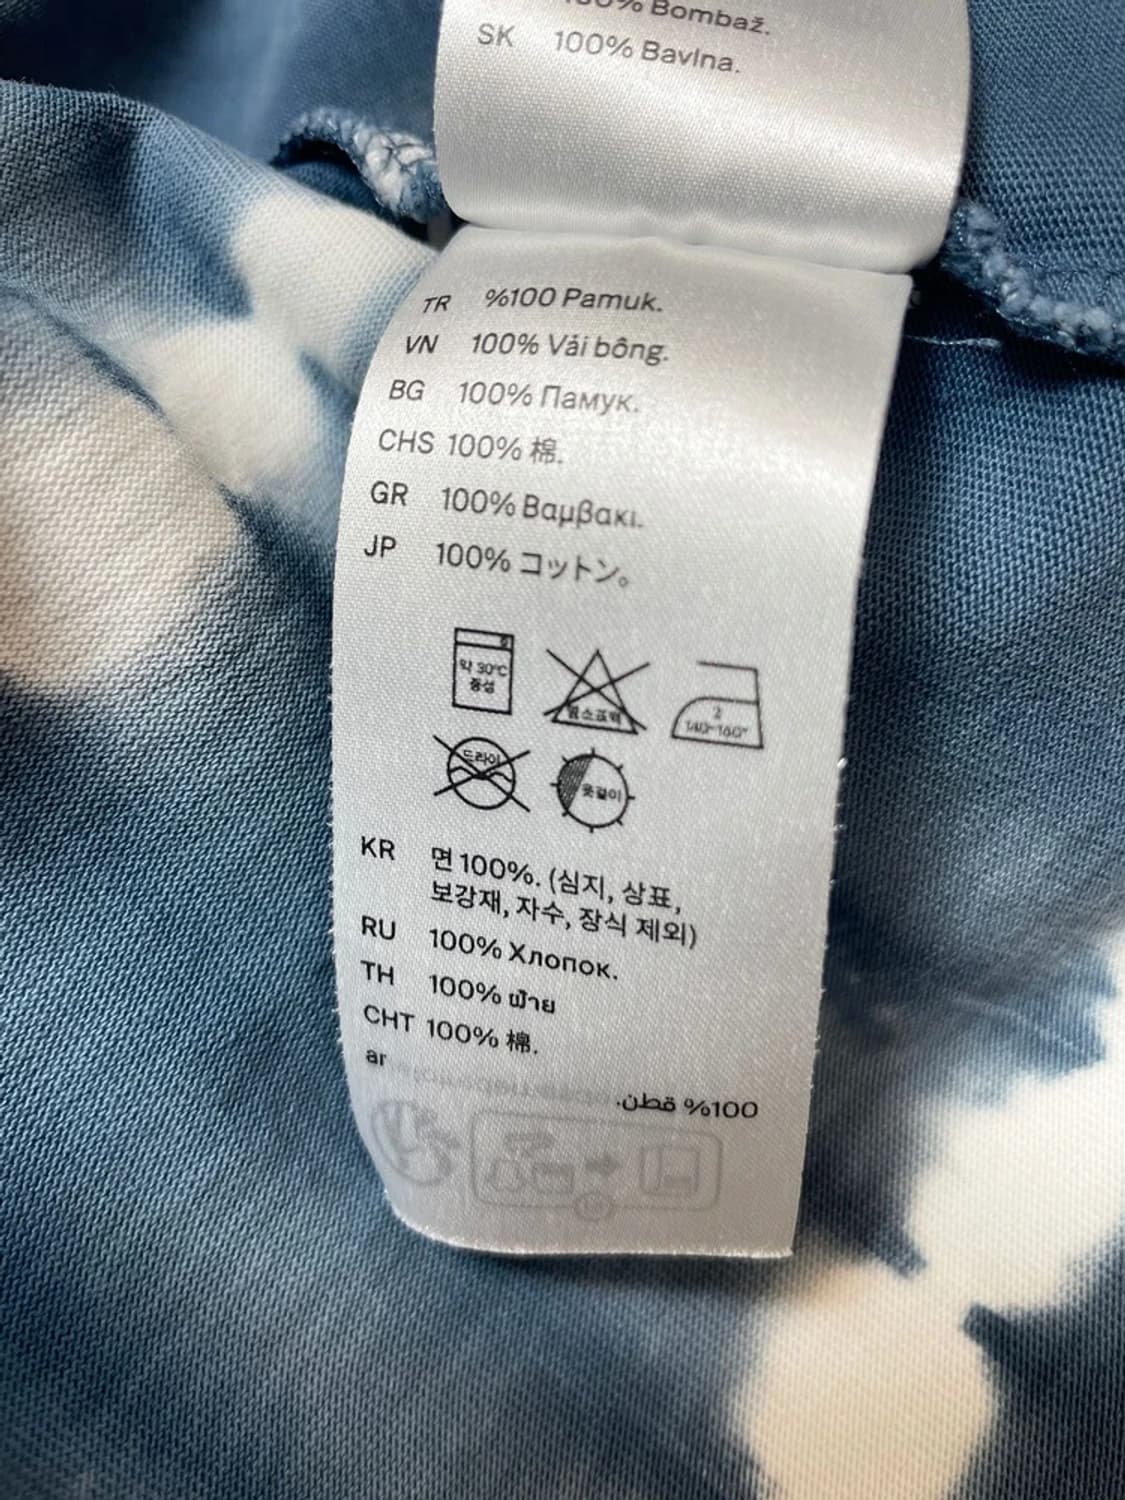 100% Bombaž.
SK 100% Bavlna.
TR %100 Pamuk.
VN 100% Vải bông.
BG 100% Памук.
CHS 100% 棉.
GR 100% Βαμβακι.
JP 100% コットン。
약 30℃
중성
염소표백
2
140-160°
드라이
옷걸이
KR 면 100%. (심지, 상표,
보강재, 자수, 장식 제외)
RU 100% Хлопок.
TH 100% ฝ้าย
CHT 100% 棉.
ar
100% قطن.